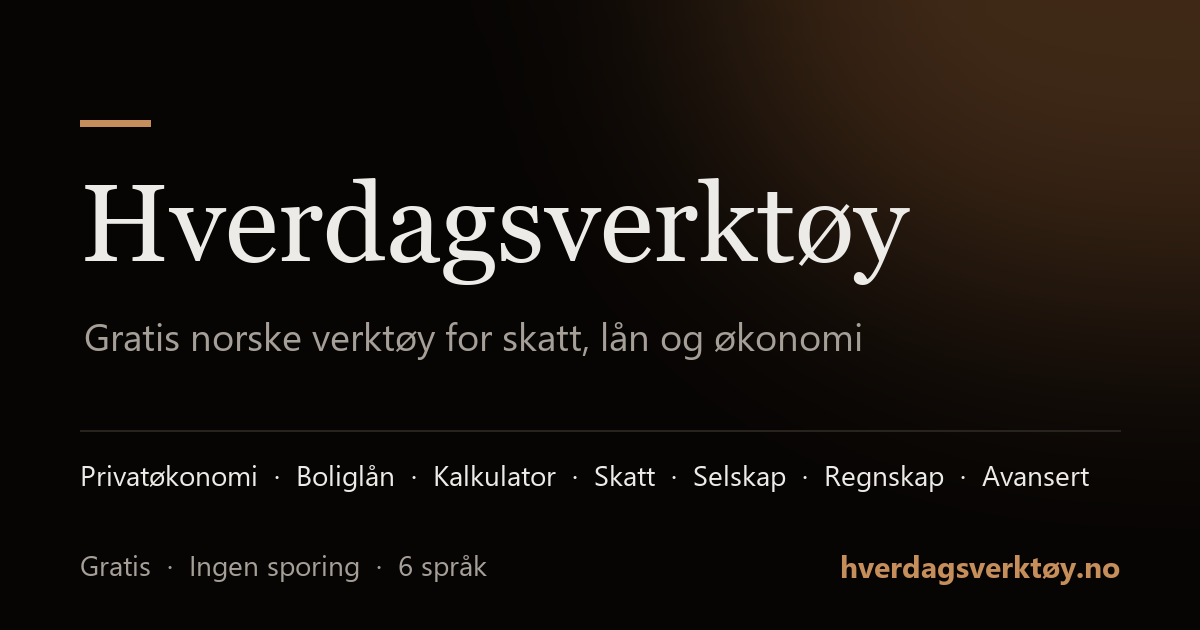 Hverdagsverktøy
Gratis norske verktøy for skatt, lån og økonomi
Privatøkonomi · Boliglån · Kalkulator · Skatt · Selskap · Regnskap · Avansert
Gratis · Ingen sporing · 6 språk
hverdagsverktøy.no